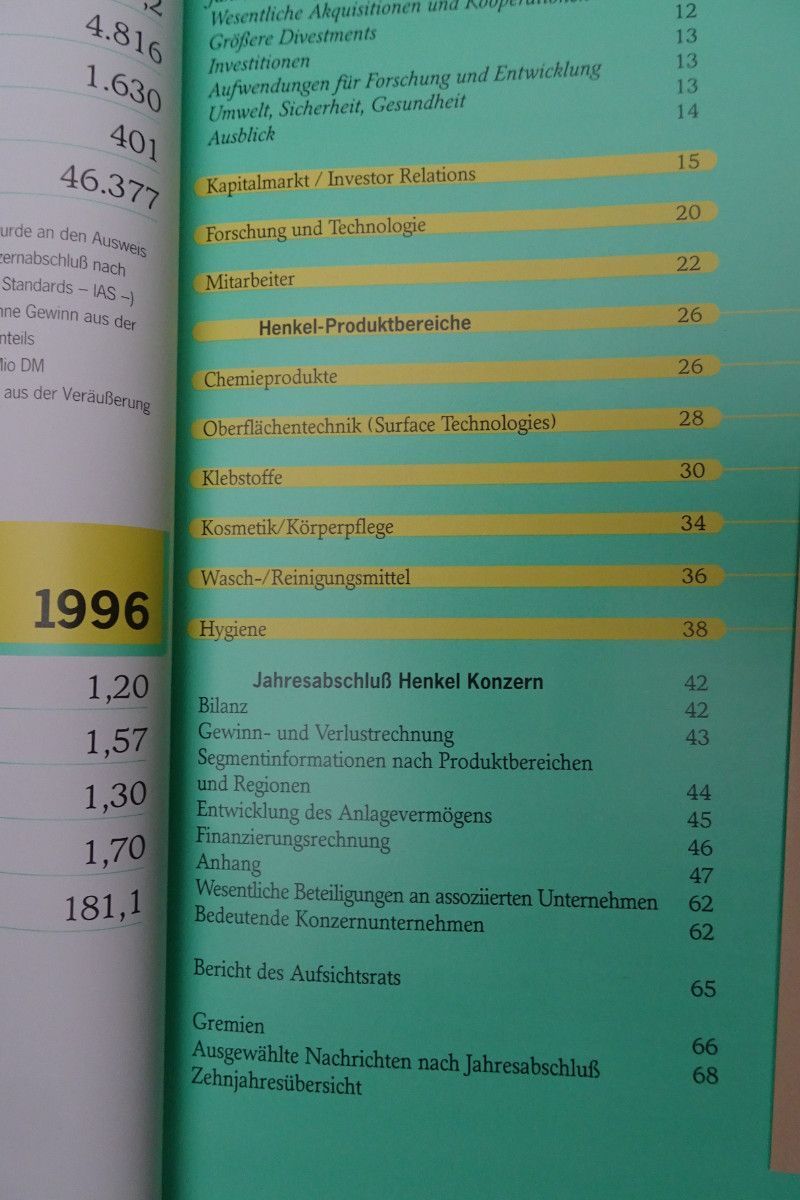 4.816
1.630
401
46.377
urde an den Ausweis
zernabschluß nach
Standards – IAS –)
ne Gewinn aus der
nteils
Mio DM
aus der Veräußerung
1996
1,20
1,57
1,30
1,70
181,1
Wesentliche Akquisitionen und Kooperationen 12
Größere Divestments 13
Investitionen 13
Aufwendungen für Forschung und Entwicklung 13
Umwelt, Sicherheit, Gesundheit 14
Ausblick
Kapitalmarkt / Investor Relations 15
Forschung und Technologie 20
Mitarbeiter 22
Henkel-Produktbereiche 26
Chemieprodukte 26
Oberflächentechnik (Surface Technologies) 28
Klebstoffe 30
Kosmetik/Körperpflege 34
Wasch-/Reinigungsmittel 36
Hygiene 38
Jahresabschluß Henkel Konzern 42
Bilanz 42
Gewinn- und Verlustrechnung 43
Segmentinformationen nach Produktbereichen
und Regionen 44
Entwicklung des Anlagevermögens 45
Finanzierungsrechnung 46
Anhang 47
Wesentliche Beteiligungen an assoziierten Unternehmen 62
Bedeutende Konzernunternehmen 62
Bericht des Aufsichtsrats 65
Gremien 66
Ausgewählte Nachrichten nach Jahresabschluß 68
Zehnjahresübersicht